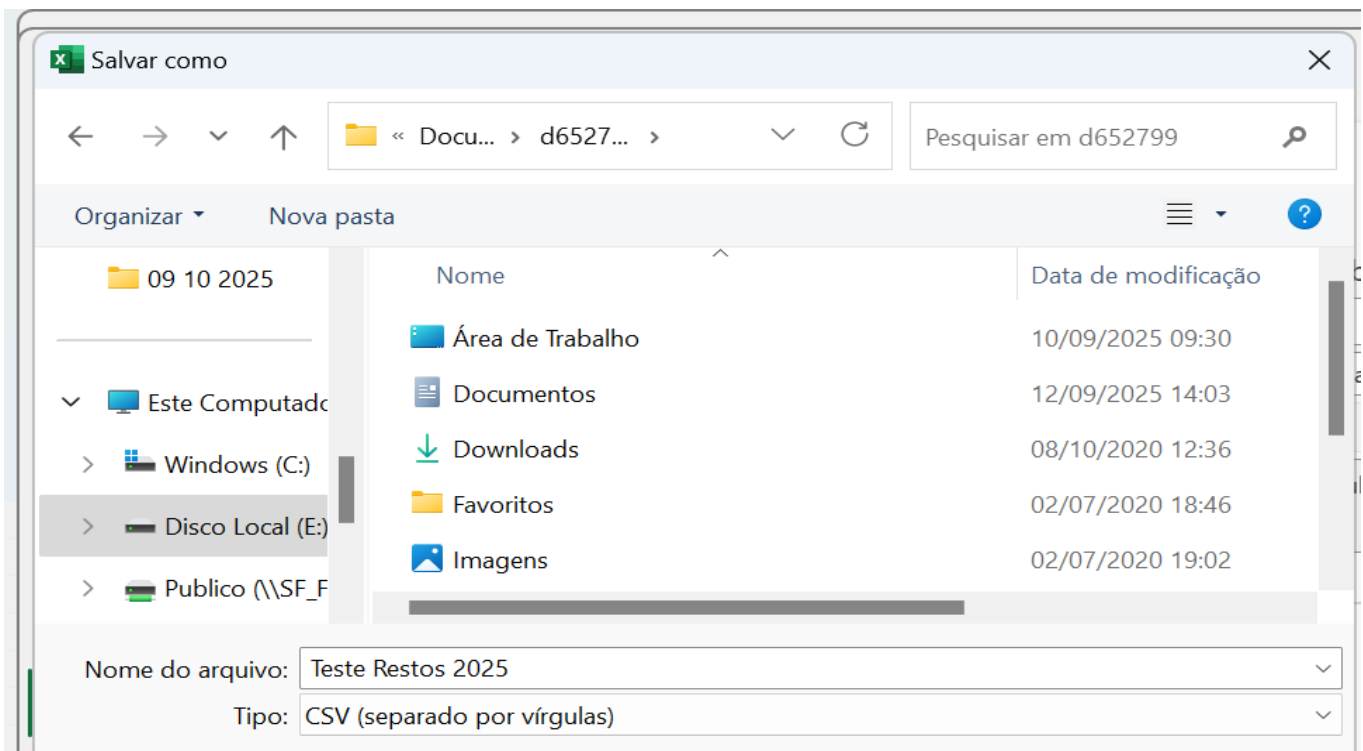 Salvar como
« Docu... > d6527... >
Pesquisar em d652799
Organizar
Nova pasta
09 10 2025
Este Computad
Windows (C:)
Disco Local (E:)
Publico (\\SF_F
Nome
Data de modificação
Área de Trabalho 10/09/2025 09:30
Documentos 12/09/2025 14:03
Downloads 08/10/2020 12:36
Favoritos 02/07/2020 18:46
Imagens 02/07/2020 19:02
Nome do arquivo: Teste Restos 2025
Tipo: CSV (separado por vírgulas)